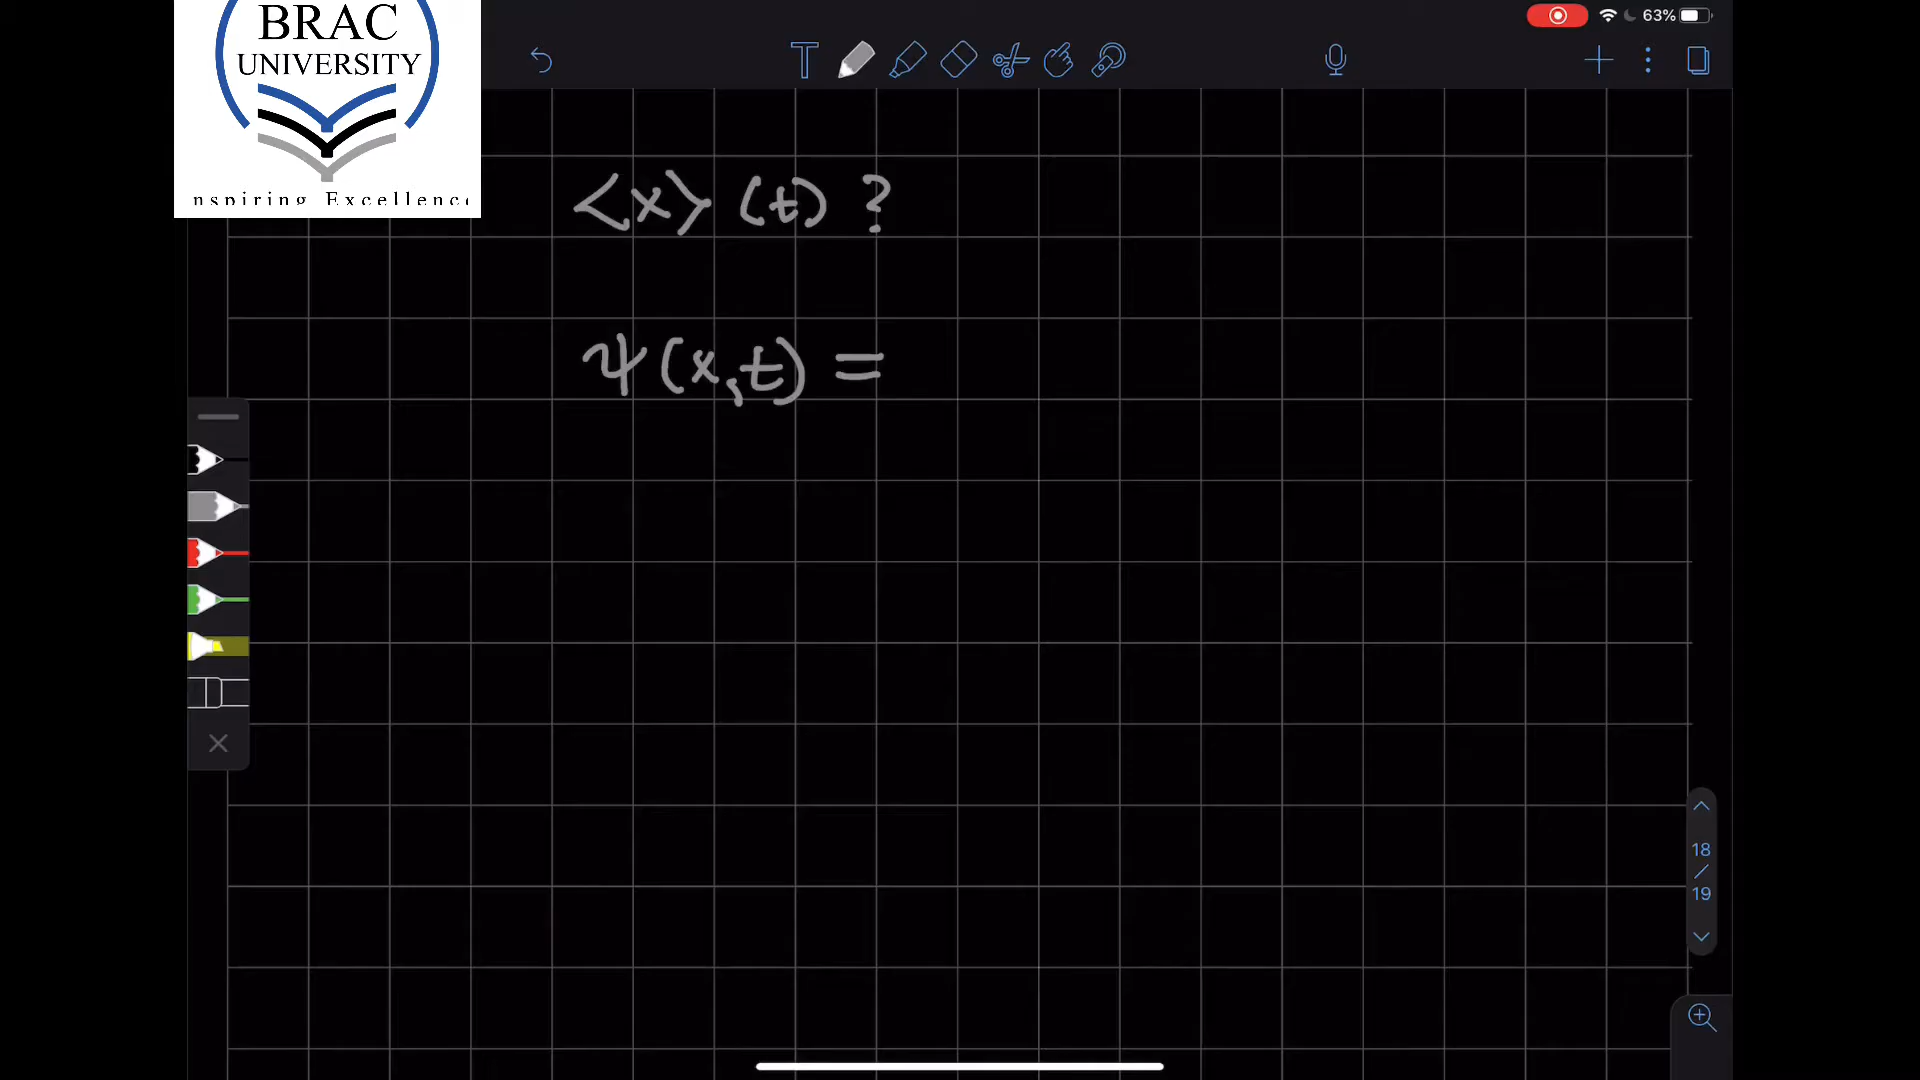 BRAC
UNIVERSITY
nspiring Excellenc
63%
T
<x> (t) ?
ψ(x,t) =
18
/
19